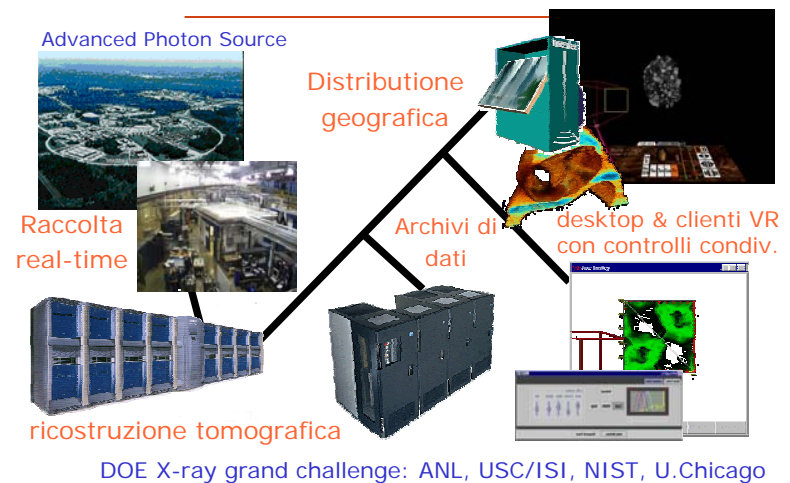 Advanced Photon Source
Distributione
geografica
Raccolta
real-time
Archivi di
dati
desktop & clienti VR
con controlli condiv.
ricostruzione tomografica
DOE X-ray grand challenge: ANL, USC/ISI, NIST, U.Chicago